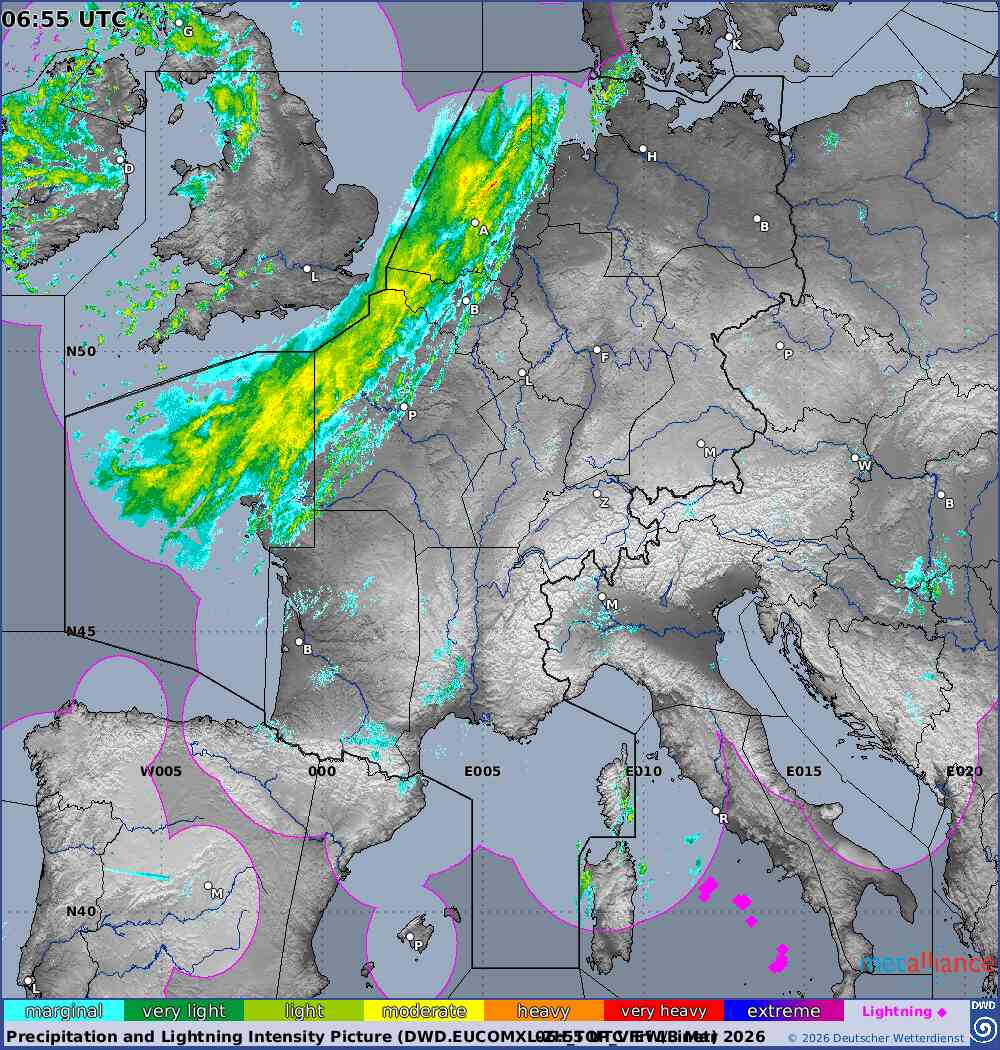 06:55 UTC
G
K
D
H
A
B
L
B
N50
P
F
L
P
M
W
Z
B
M
N45
B
W005
000
E005
E010
E015
E020
R
M
N40
P
L
metalliance
marginal very light light moderate heavy very heavy extreme Lightning ◆ DWD
Precipitation and Lightning Intensity Picture (DWD.EUCOMXL 2026
© 2026 Deutscher Wetterdienst